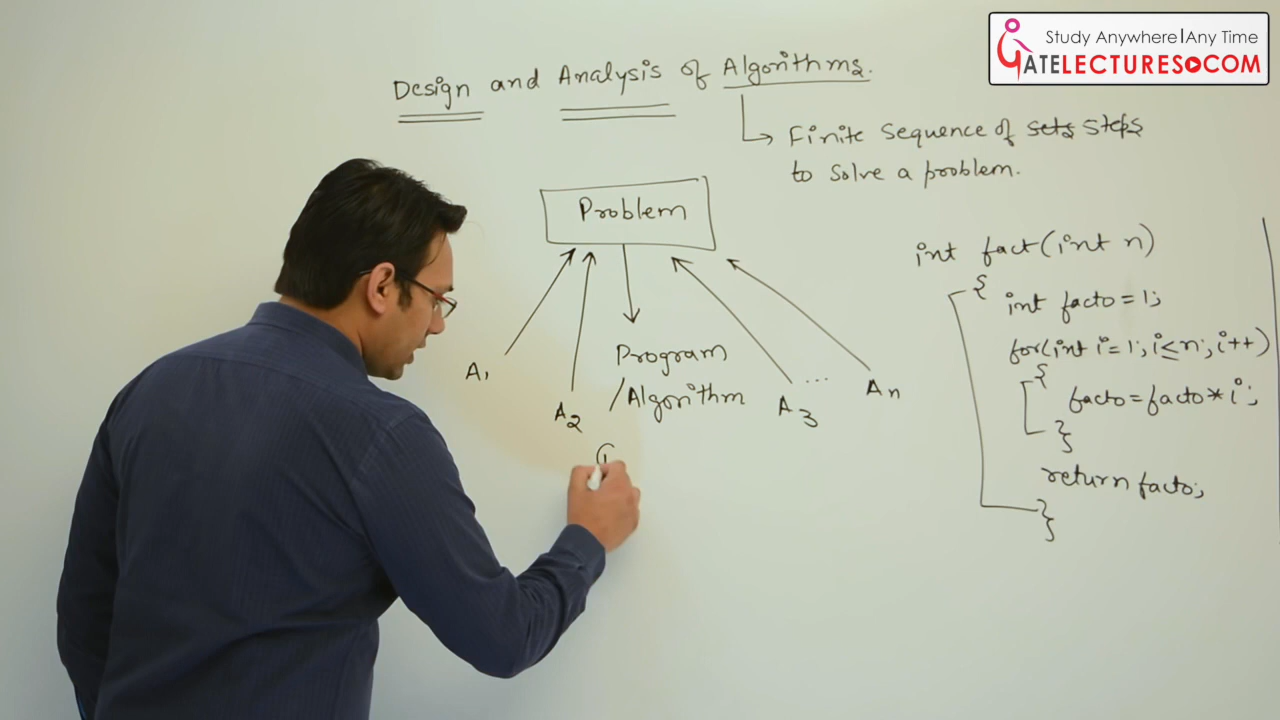 Study Anywhere|Any Time
GATELECTURES.COM
Design and Analysis of Algorithms.
Finite Sequence of sets Steps
to Solve a problem.
Problem
A1
A2
Program
/Algorithm
A3
...
An
int fact(int n)
{
int facto = 1;
for(int i = 1; i ≤ n; i++)
{
facto = facto * i;
}
return facto;
}